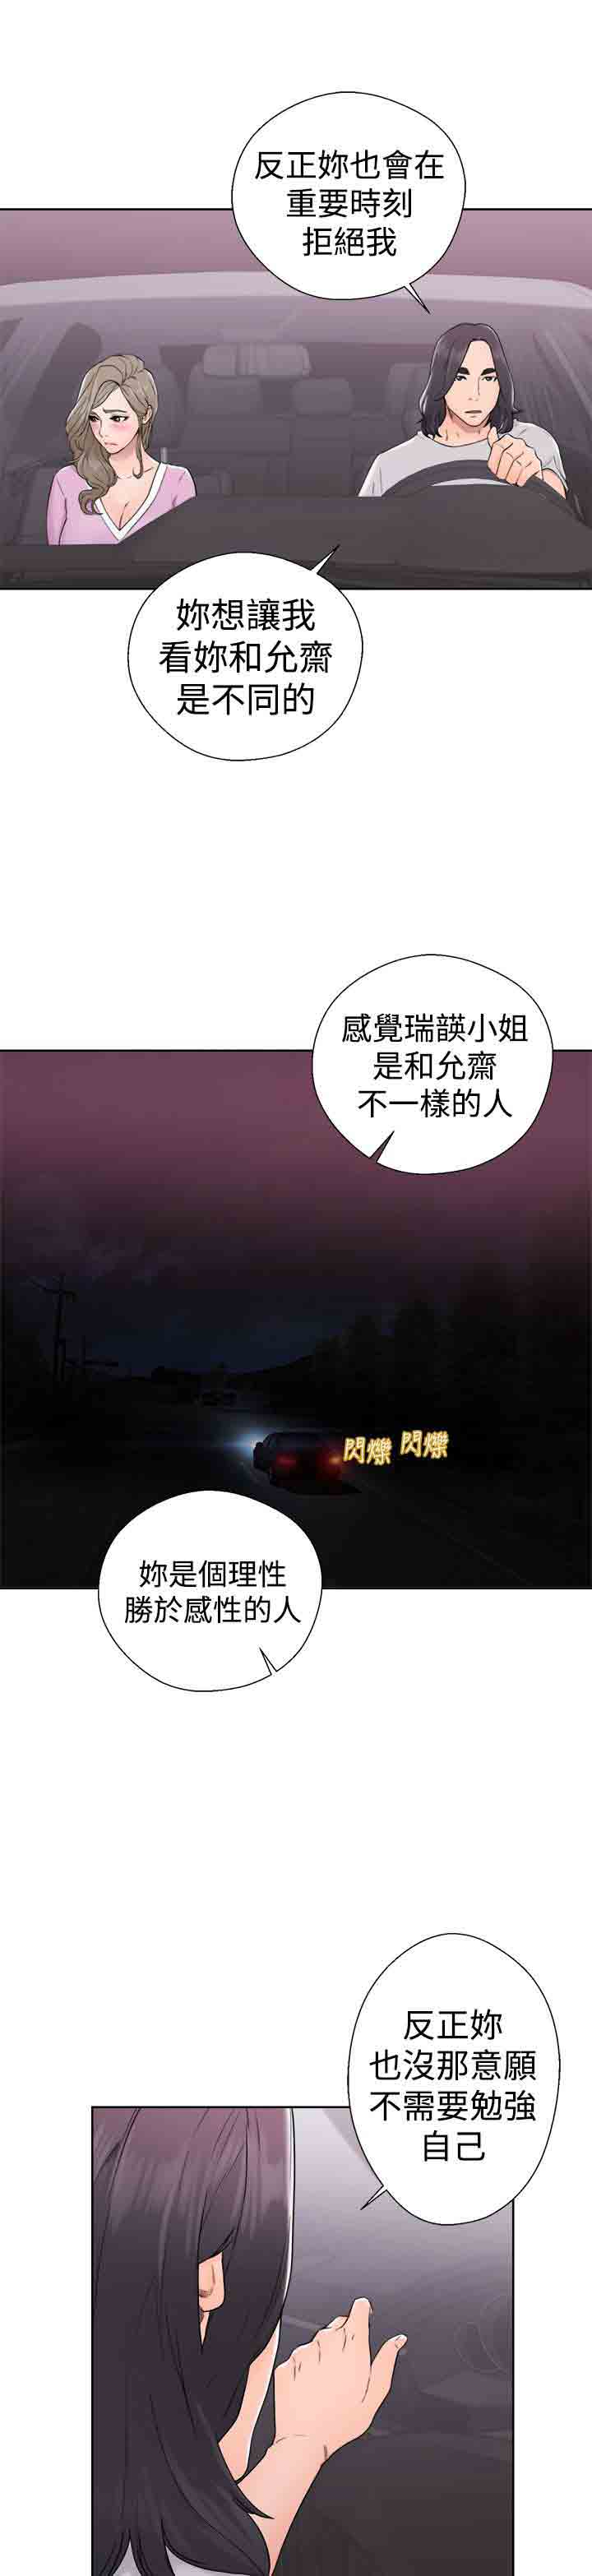 反正妳也會在
重要時刻
拒絕我
妳想讓我
看妳和允齋
是不同的
感覺瑞韺小姐
是和允齋
不一樣的人
閃爍 閃爍
妳是個理性
勝於感性的人
反正妳
也沒那意願
不需要勉強
自己